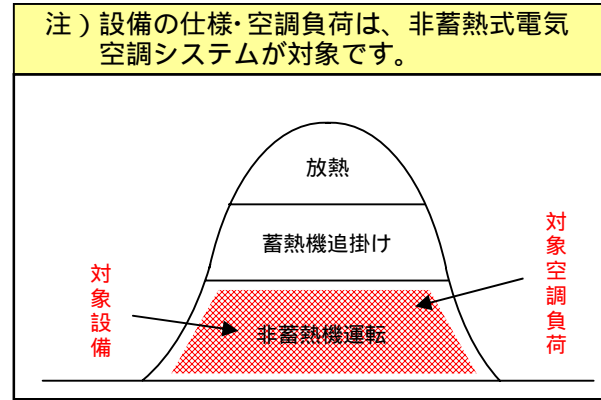 注）設備の仕様・空調負荷は、非蓄熱式電気
空調システムが対象です。
放熱
蓄熱機追掛け
対象設備
非蓄熱機運転
対象空調負荷